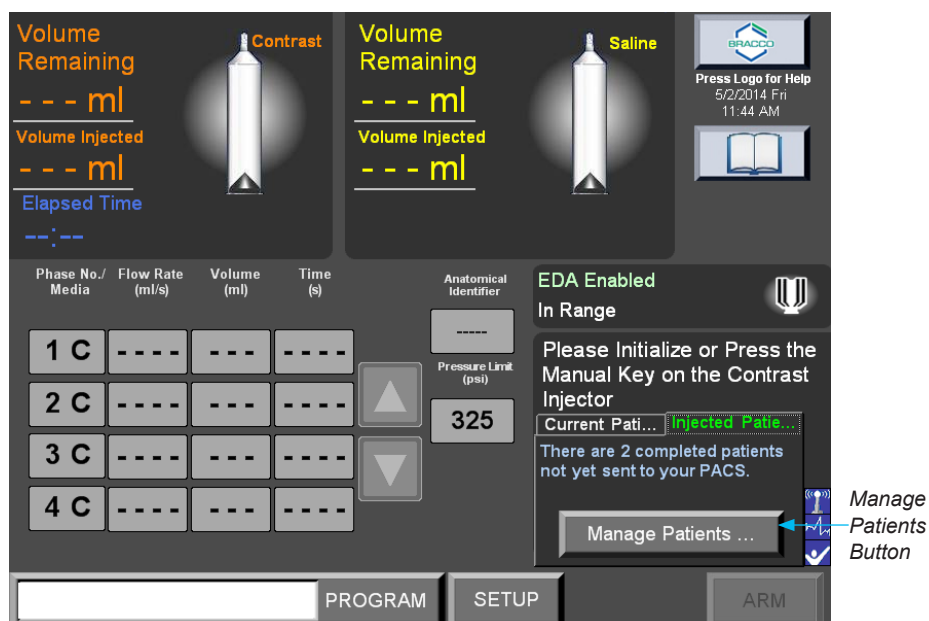 Volume
Remaining
- - - ml
Volume Injected
- - - ml
Elapsed Time
--:--
Contrast
Volume
Remaining
- - - ml
Volume Injected
- - - ml
Saline
BRACCO
Press Logo for Help
5/2/2014 Fri
11:44 AM
Phase No./ Flow Rate Volume Time
Media (ml/s) (ml) (s)
1 C - - - - - - - - - - -
2 C - - - - - - - - - - -
3 C - - - - - - - - - - -
4 C - - - - - - - - - - -
Anatomical
Identifier
-----
Pressure Limit
(psi)
325
EDA Enabled
In Range
Please Initialize or Press the
Manual Key on the Contrast
Injector
Current Pati... Injected Patie...
There are 2 completed patients
not yet sent to your PACS.
Manage Patients ...
Manage
Patients
Button
PROGRAM SETUP ARM